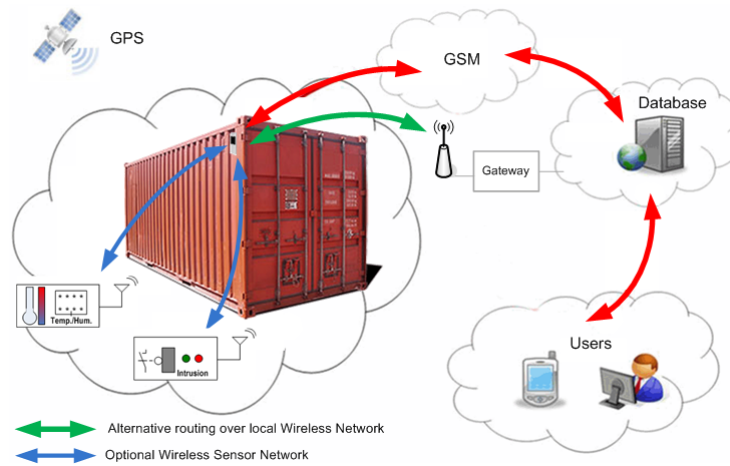 GPS
GSM
Database
Gateway
Temp./Hum.
Intrusion
Users
Alternative routing over local Wireless Network
Optional Wireless Sensor Network